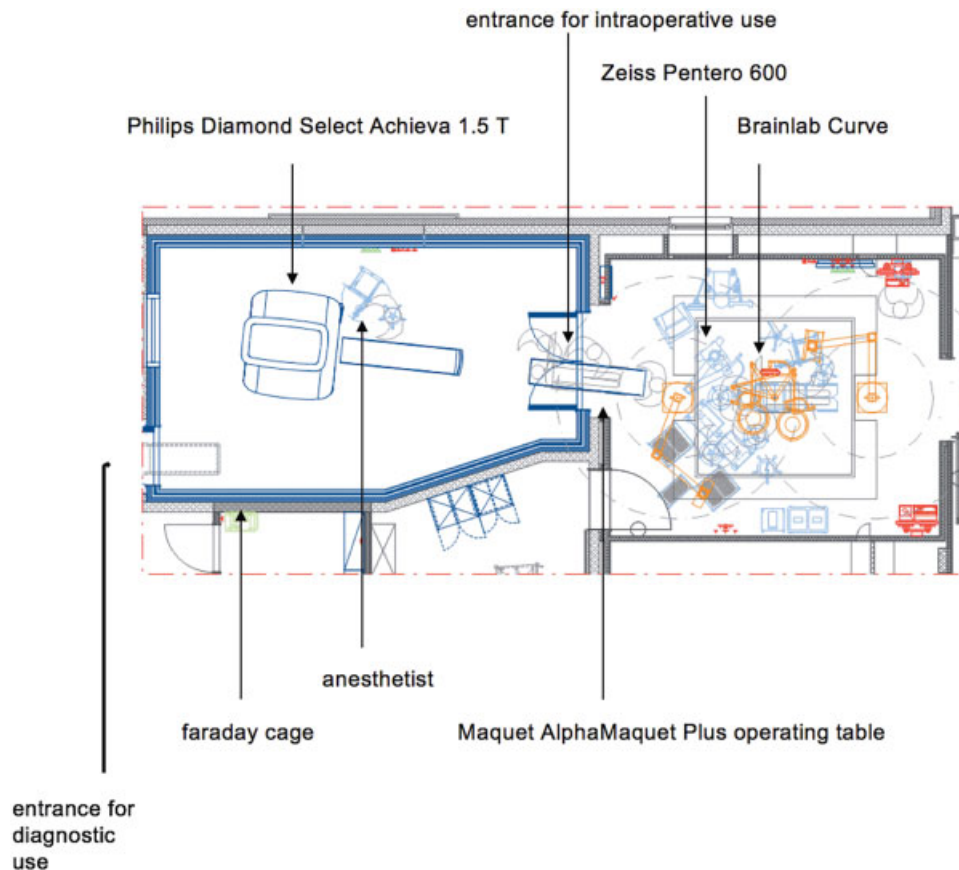 entrance for intraoperative use
Zeiss Pentero 600
Philips Diamond Select Achieva 1.5 T
Brainlab Curve
anesthetist
faraday cage
Maquet AlphaMaquet Plus operating table
entrance for
diagnostic
use